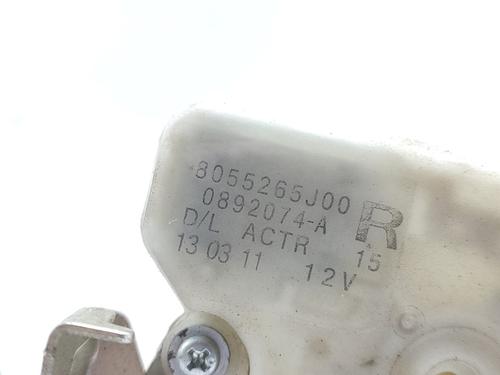 8055265J00
0892074-A
D/L ACTR R
13 03 11 12V 15